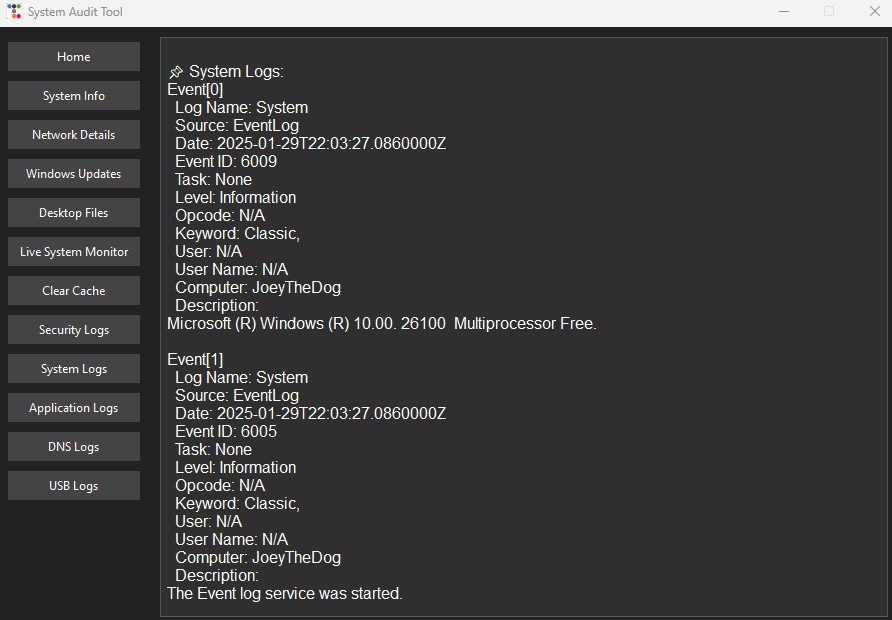 System Audit Tool
Home
System Info
Network Details
Windows Updates
Desktop Files
Live System Monitor
Clear Cache
Security Logs
System Logs
Application Logs
DNS Logs
USB Logs
📌 System Logs:
Event[0]
  Log Name: System
  Source: EventLog
  Date: 2025-01-29T22:03:27.0860000Z
  Event ID: 6009
  Task: None
  Level: Information
  Opcode: N/A
  Keyword: Classic,
  User: N/A
  User Name: N/A
  Computer: JoeyTheDog
  Description:
Microsoft (R) Windows (R) 10.00. 26100  Multiprocessor Free.

Event[1]
  Log Name: System
  Source: EventLog
  Date: 2025-01-29T22:03:27.0860000Z
  Event ID: 6005
  Task: None
  Level: Information
  Opcode: N/A
  Keyword: Classic,
  User: N/A
  User Name: N/A
  Computer: JoeyTheDog
  Description:
The Event log service was started.